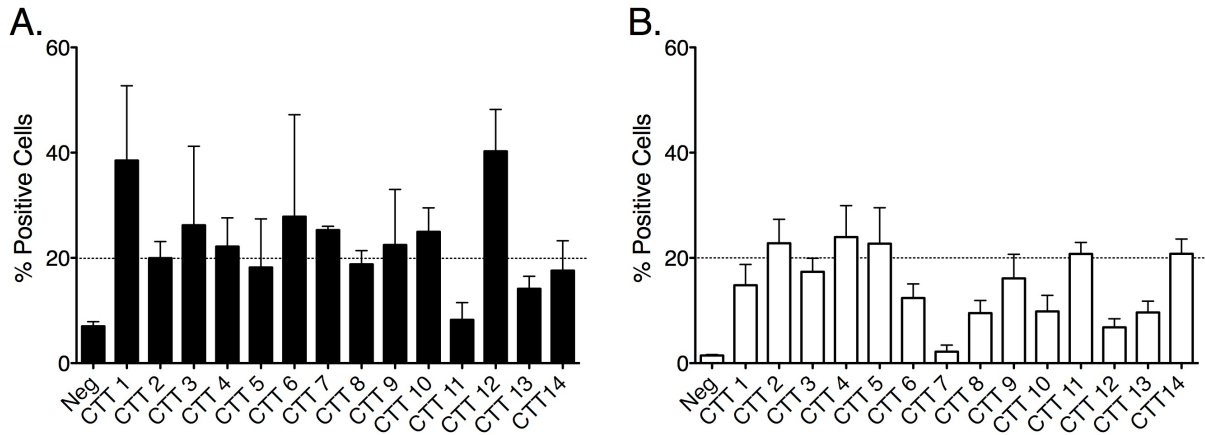 A.
% Positive Cells
60
40
20
0
Neg
CTT 1
CTT 2
CTT 3
CTT 4
CTT 5
CTT 6
CTT 7
CTT 8
CTT 9
CTT 10
CTT 11
CTT 12
CTT 13
CTT14
B.
% Positive Cells
60
40
20
0
Neg
CTT 1
CTT 2
CTT 3
CTT 4
CTT 5
CTT 6
CTT 7
CTT 8
CTT 9
CTT 10
CTT 11
CTT 12
CTT 13
CTT14